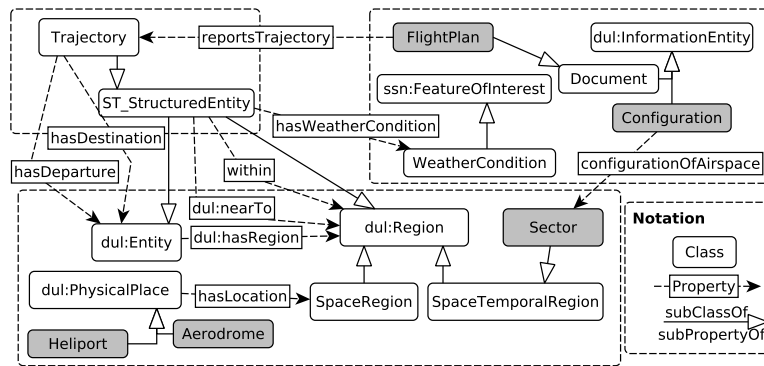 Trajectory
reportsTrajectory
FlightPlan
dul:InformationEntity
Document
ssn:FeatureOfInterest
ST_StructuredEntity
Configuration
hasWeatherCondition
hasDestination
WeatherCondition
configurationOfAirspace
hasDeparture
within
dul:nearTo
dul:Entity
dul:hasRegion
dul:Region
Sector
Notation
Class
dul:PhysicalPlace
hasLocation
SpaceRegion
SpaceTemporalRegion
Property
subClassOf
subPropertyOf
Heliport
Aerodrome